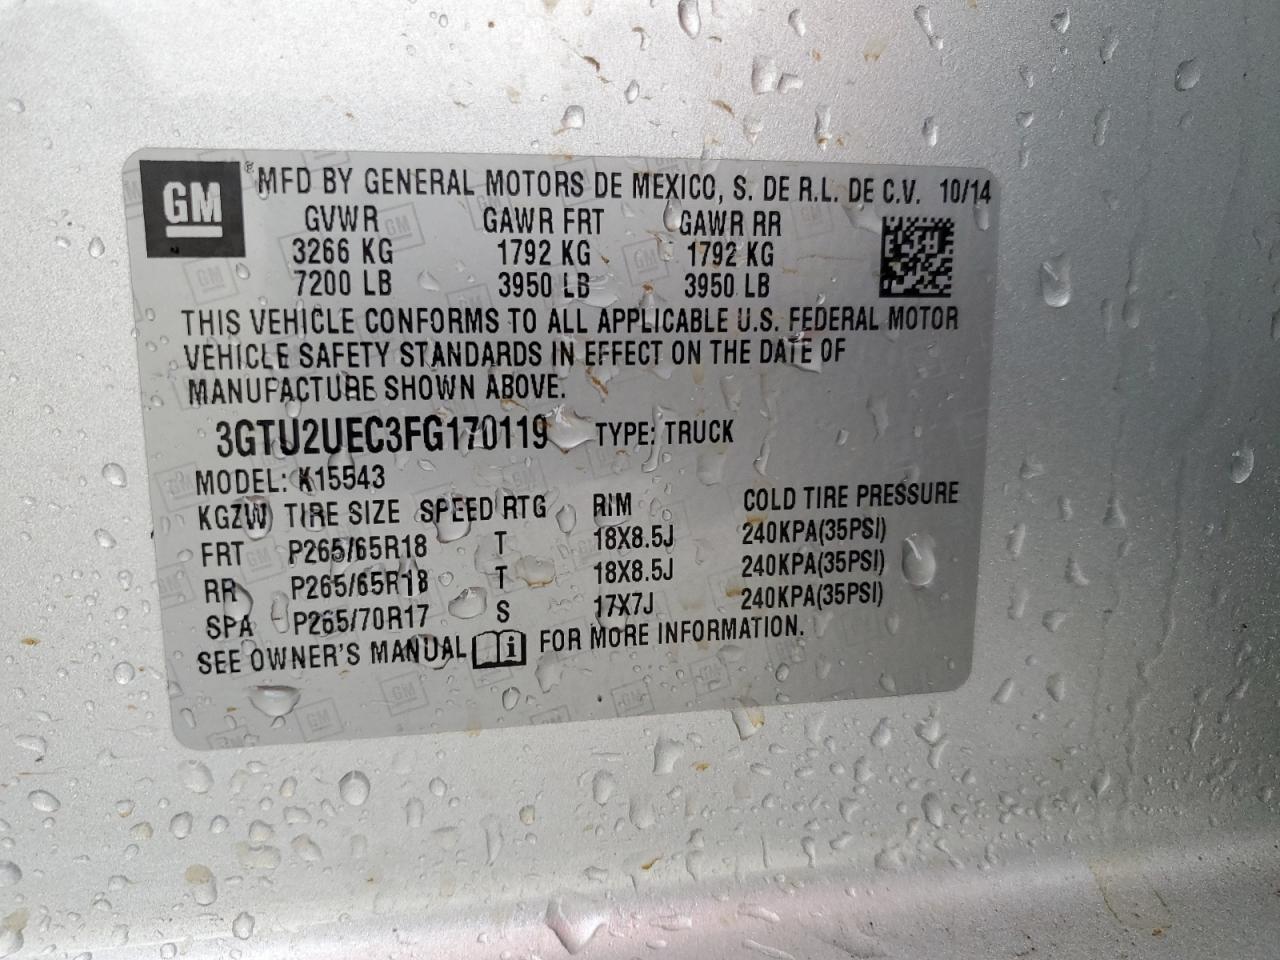 GM MFD BY GENERAL MOTORS DE MEXICO, S. DE R.L. DE C.V. 10/14
GVWR GAWR FRT GAWR RR
3266 KG 1792 KG 1792 KG
7200 LB 3950 LB 3950 LB
THIS VEHICLE CONFORMS TO ALL APPLICABLE U.S. FEDERAL MOTOR
VEHICLE SAFETY STANDARDS IN EFFECT ON THE DATE OF
MANUFACTURE SHOWN ABOVE.
3GTU2UEC3FG170119 TYPE: TRUCK
MODEL: K15543
KGZW TIRE SIZE SPEED RTG RIM COLD TIRE PRESSURE
FRT P265/65R18 T 18X8.5J 240KPA(35PSI)
RR P265/65R18 T 18X8.5J 240KPA(35PSI)
SPA P265/70R17 S 17X7J 240KPA(35PSI)
SEE OWNER'S MANUAL FOR MORE INFORMATION.